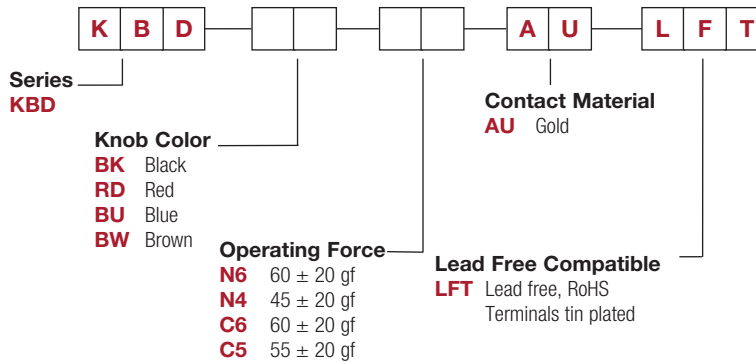 K B D A U L F T
Series
KBD
Contact Material
AU Gold
Knob Color
BK Black
RD Red
BU Blue
BW Brown
Operating Force
N6 60 ± 20 gf
N4 45 ± 20 gf
C6 60 ± 20 gf
C5 55 ± 20 gf
Lead Free Compatible
LFT Lead free, RoHS
Terminals tin plated